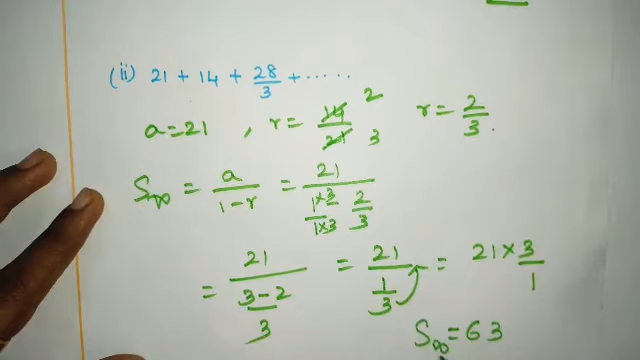 (ii) 21 + 14 + 28/3 + ......
a = 21 , r = 14/21 2 3 r = 2/3.
S∞ = a/(1-r) = 21/(1×3/1×3 - 2/3)
= 21/((3-2)/3) = 21/(1/3) = 21 × 3/1
S∞ = 63